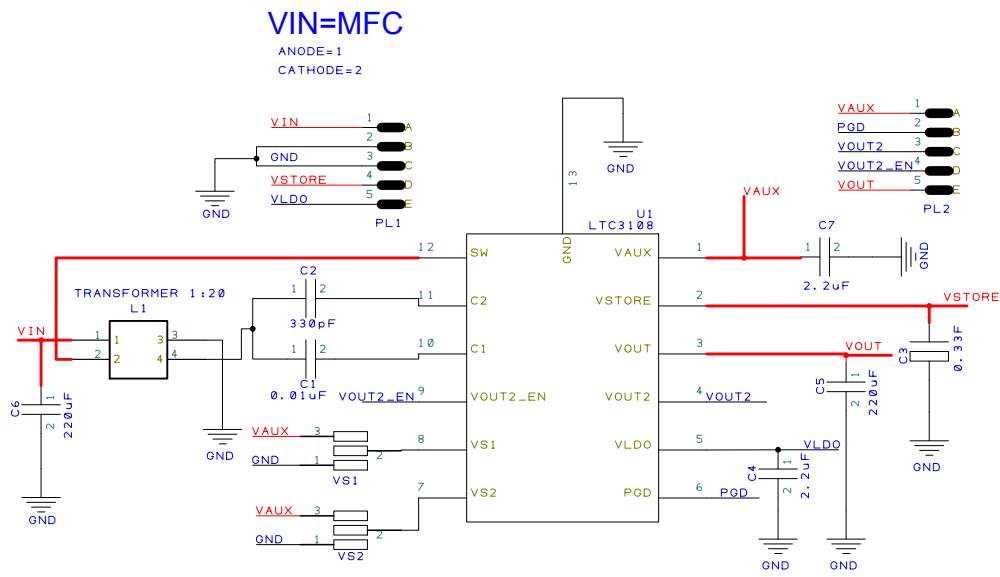 VIN=MFC
ANODE=1
CATHODE=2
VIN 1 A
2 B
GND 3 C
VSTORE 4 D
VLDO 5 E
GND
PL1
GND
13
VAUX 1 A
PGD 2 B
VOUT2 3 C
VOUT2_EN 4 D
VOUT 5 E
PL2
U1
LTC3108
GND
12 SW
11 C2
10 C1
9 VOUT2_EN
8 VS1
7 VS2
VAUX 1
VSTORE 2
VOUT 3
VOUT2 4
VLDO 5
PGD 6
VAUX
C7
1 2
2.2uF
GND
VSTORE
C3
0.33F
GND
VOUT
C5
1
2
220uF
GND
VOUT2
VLDO
C4
1
2
2.2uF
GND
PGD
TRANSFORMER 1:20
L1
VIN
1 1 3 3
2 2 4 4
C6
1
2
220uF
GND
GND
C2
1 2
330pF
1 2
C1
0.01uF
VOUT2_EN
VAUX 3
2
GND 1
VS1
VAUX 3
2
GND 1
VS2